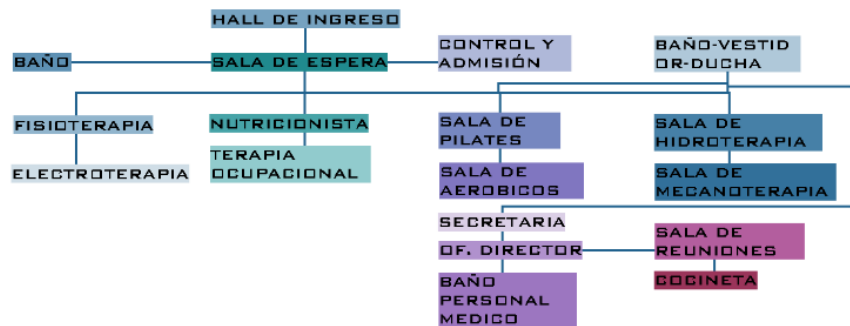 HALL DE INGRESO
BAÑO
SALA DE ESPERA
CONTROL Y
ADMISIÓN
BAÑO-VESTID
OR-DUCHA
FISIOTERAPIA
NUTRICIONISTA
SALA DE
PILATES
SALA DE
HIDROTERAPIA
ELECTROTERAPIA
TERAPIA
OCUPACIONAL
SALA DE
AEROBICOS
SALA DE
MECANOTERAPIA
SECRETARIA
OF. DIRECTOR
SALA DE
REUNIONES
BAÑO
PERSONAL
MEDICO
COCINETA